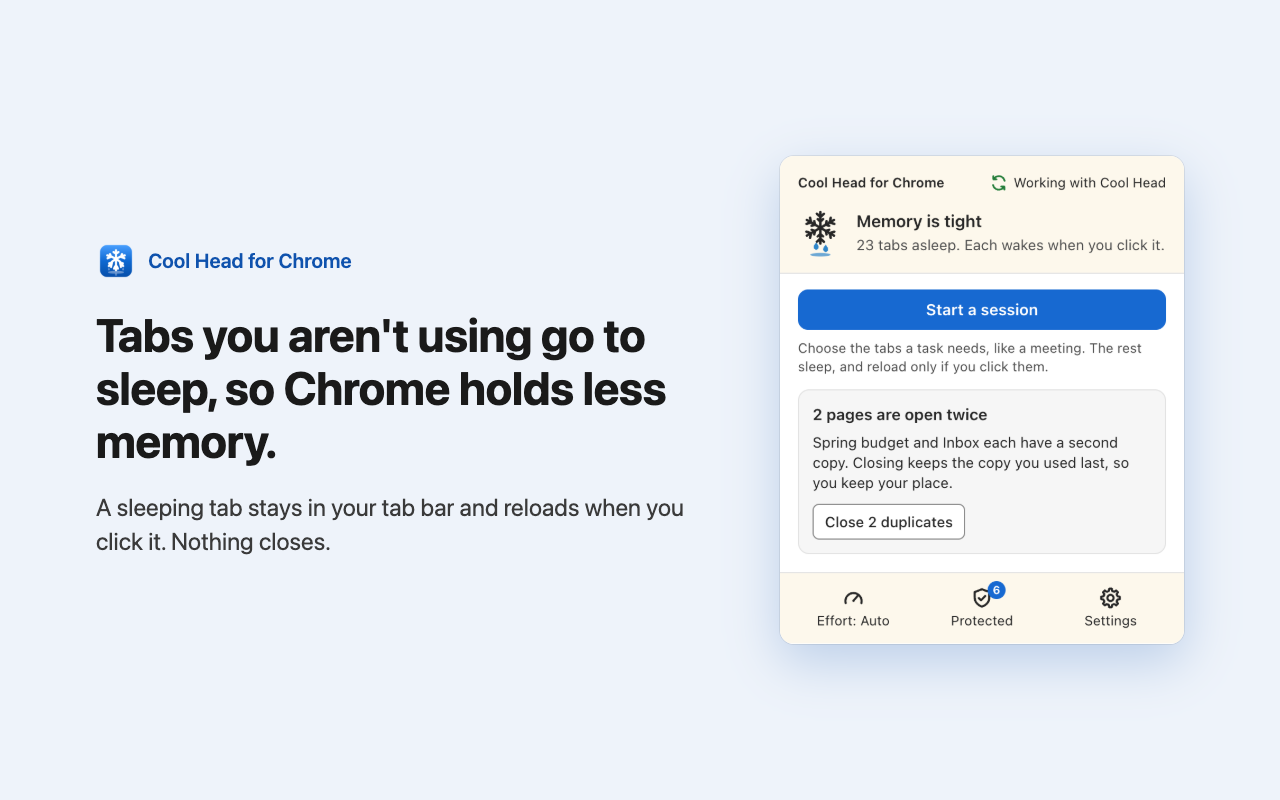 Cool Head for Chrome
Tabs you aren't using go to
sleep, so Chrome holds less
memory.
A sleeping tab stays in your tab bar and reloads when you
click it. Nothing closes.
Cool Head for Chrome
Working with Cool Head
Memory is tight
23 tabs asleep. Each wakes when you click it.
Start a session
Choose the tabs a task needs, like a meeting. The rest
sleep, and reload only if you click them.
2 pages are open twice
Spring budget and Inbox each have a second
copy. Closing keeps the copy you used last, so
you keep your place.
Close 2 duplicates
Effort: Auto
6
Protected
Settings